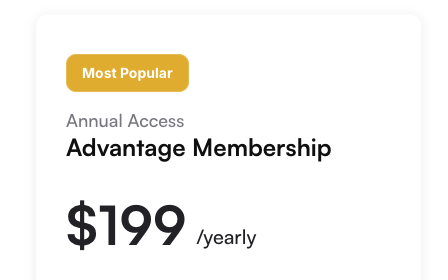 Most Popular
Annual Access
Advantage Membership
$199 /yearly